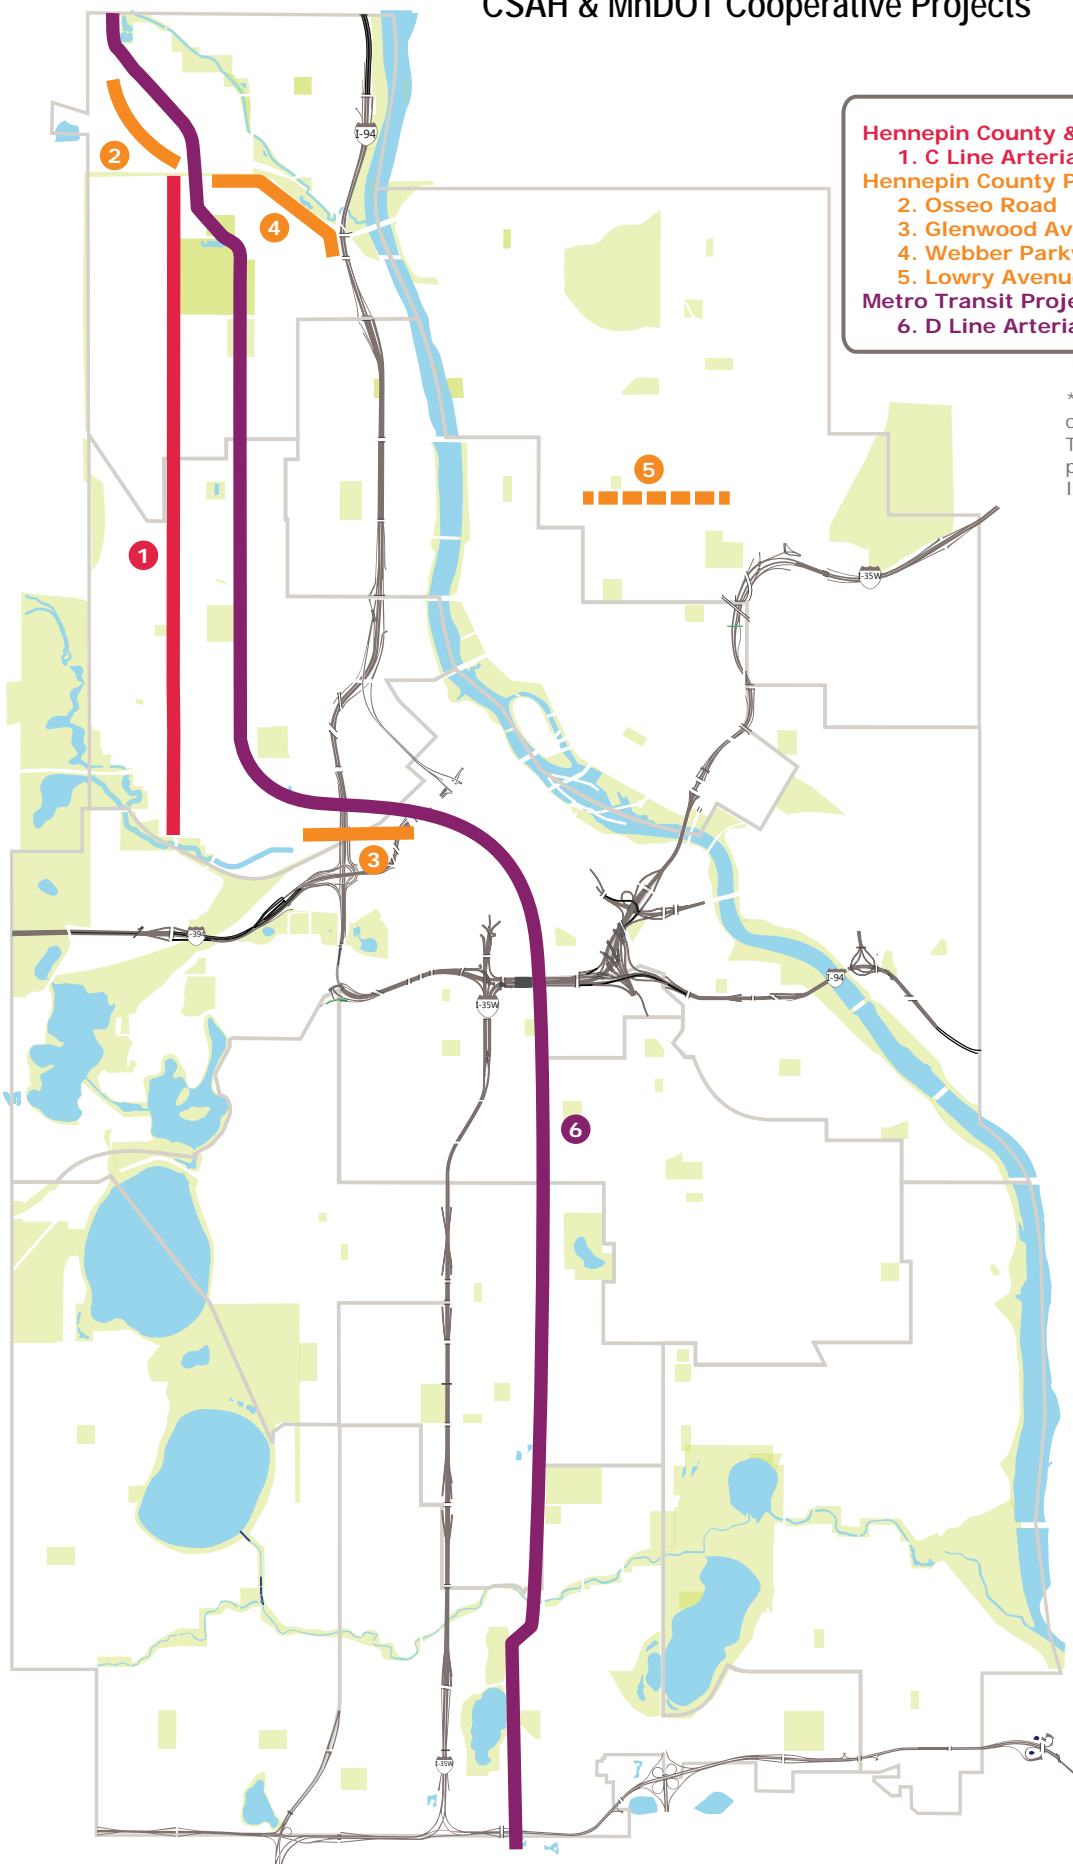 CSAH & MnDOT Cooperative Projects
Hennepin County &
1. C Line Arteria
Hennepin County P
2. Osseo Road
3. Glenwood Av
4. Webber Park
5. Lowry Avenu
Metro Transit Proje
6. D Line Arteria
*
I-94
2
4
5
1
I-35W
3
I-394
I-94
I-35W
6
I-35W